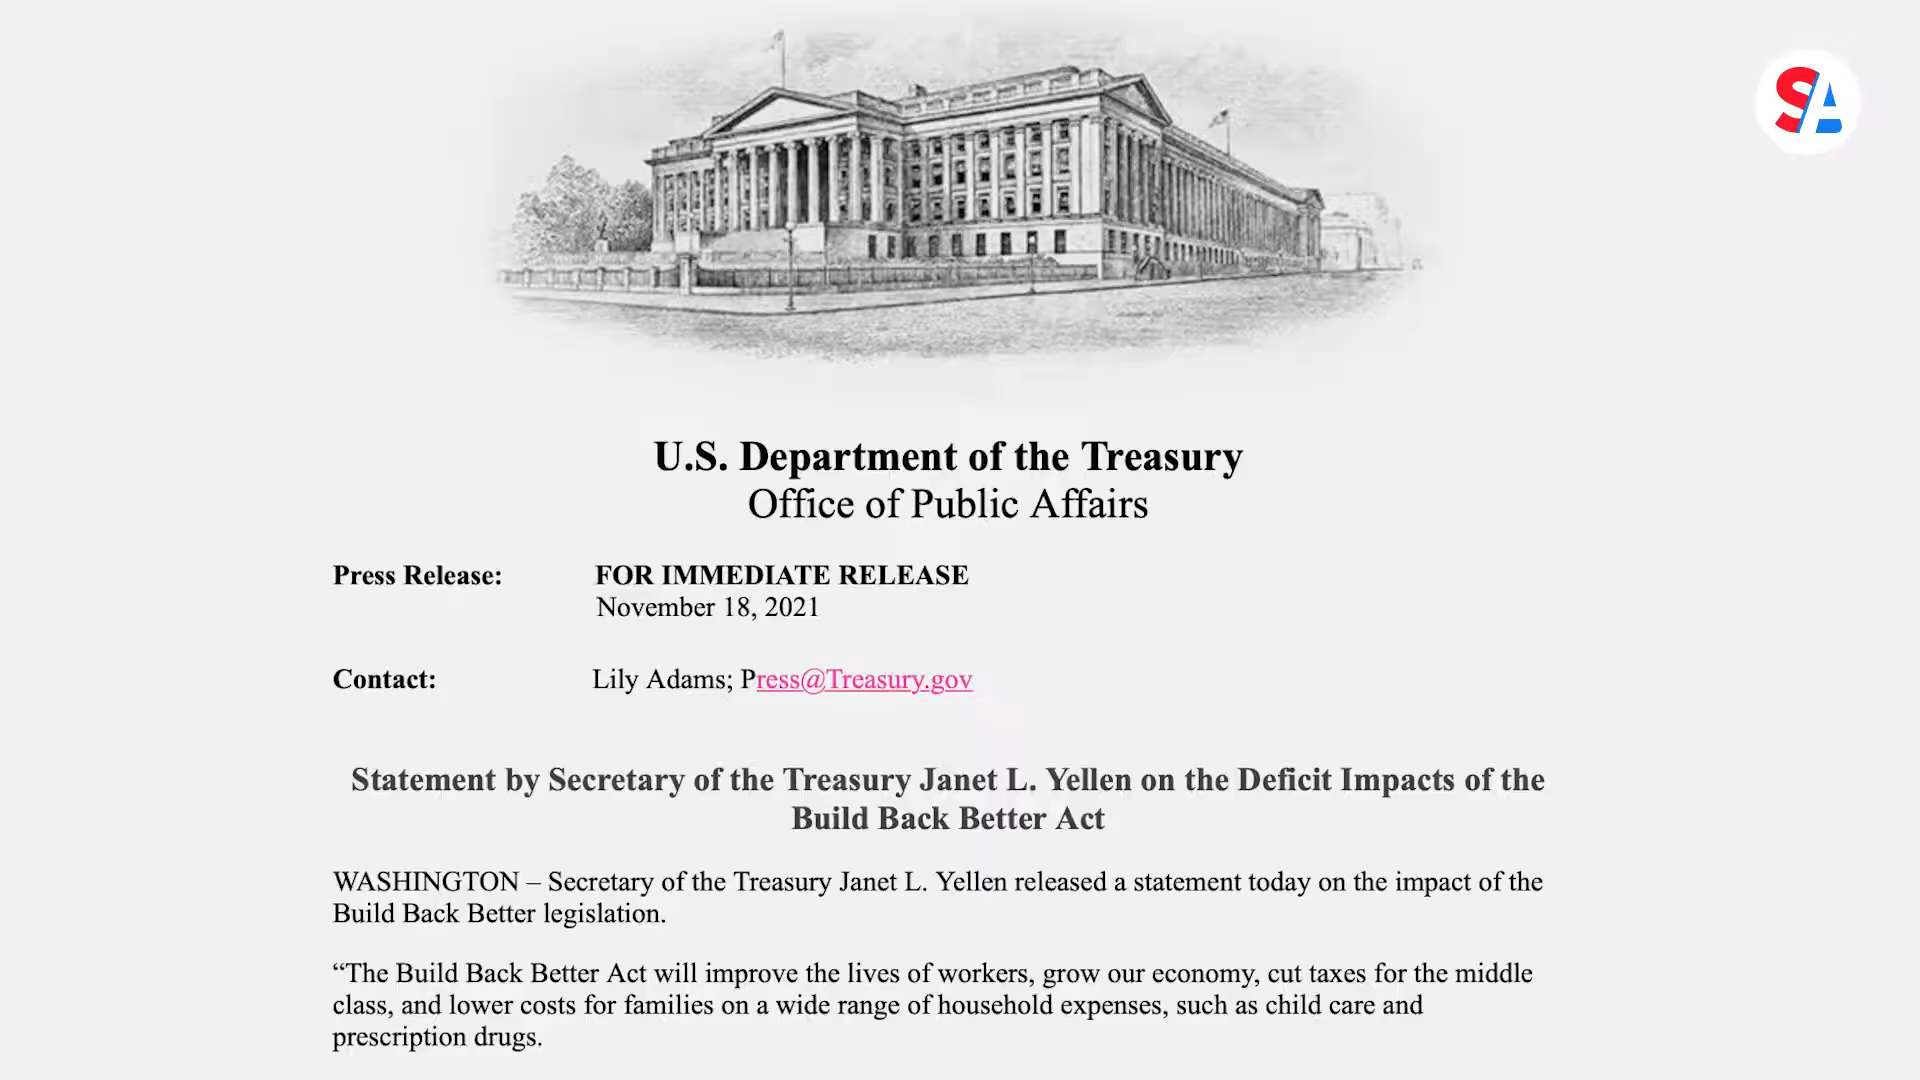 SA
U.S. Department of the Treasury
Office of Public Affairs
Press Release: FOR IMMEDIATE RELEASE
November 18, 2021
Contact: Lily Adams; Press@Treasury.gov
Statement by Secretary of the Treasury Janet L. Yellen on the Deficit Impacts of the
Build Back Better Act
WASHINGTON – Secretary of the Treasury Janet L. Yellen released a statement today on the impact of the
Build Back Better legislation.
“The Build Back Better Act will improve the lives of workers, grow our economy, cut taxes for the middle
class, and lower costs for families on a wide range of household expenses, such as child care and
prescription drugs.